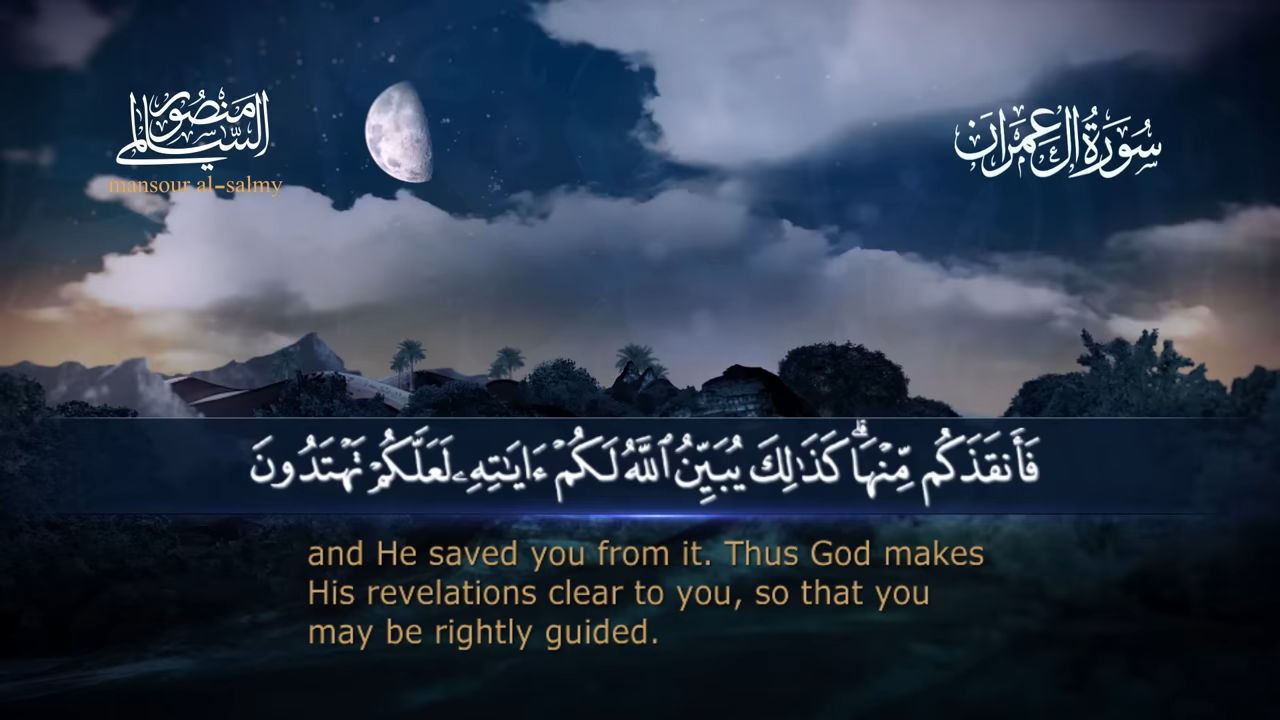 منصور السالمي
mansour al-salmy
سُورَةُ آلِ عِمْرَانَ
فَأَنقَذَكُم مِّنْهَا ۗ كَذَٰلِكَ يُبَيِّنُ ٱللَّهُ لَكُمْ ءَايَـٰتِهِۦ لَعَلَّكُمْ تَهْتَدُونَ
and He saved you from it. Thus God makes
His revelations clear to you, so that you
may be rightly guided.